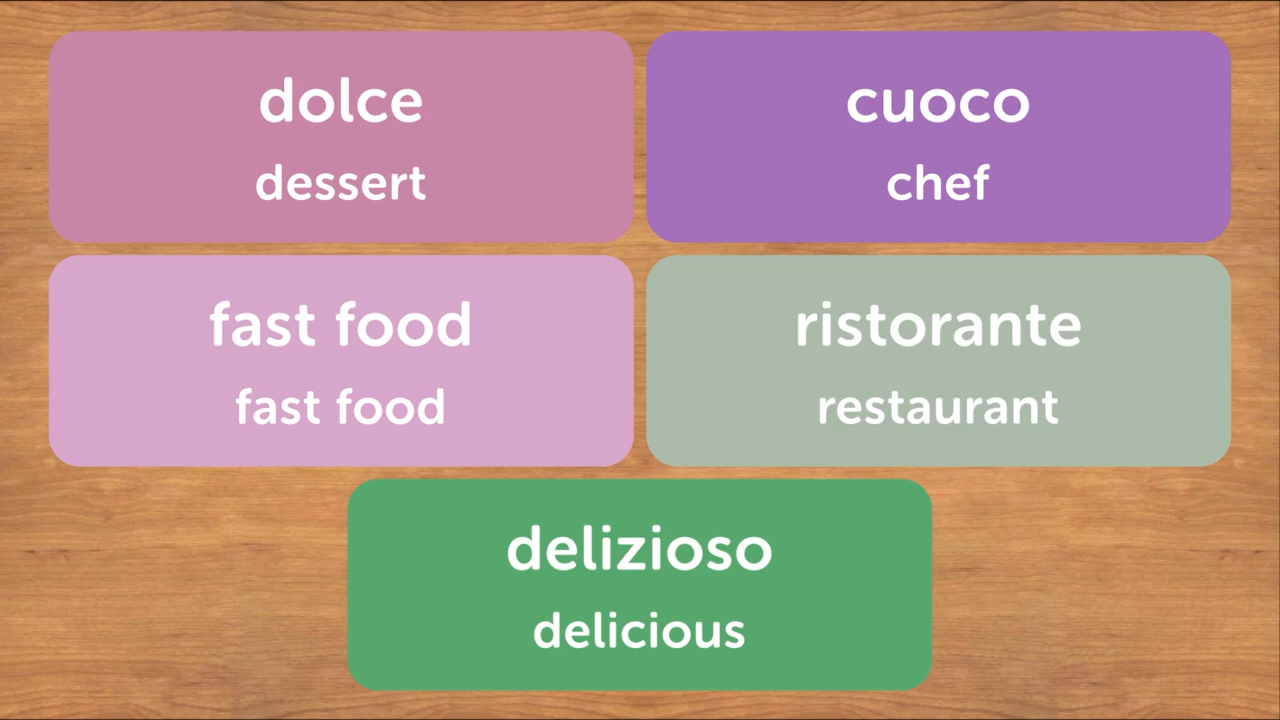 dolce
dessert
cuoco
chef
fast food
fast food
ristorante
restaurant
delizioso
delicious